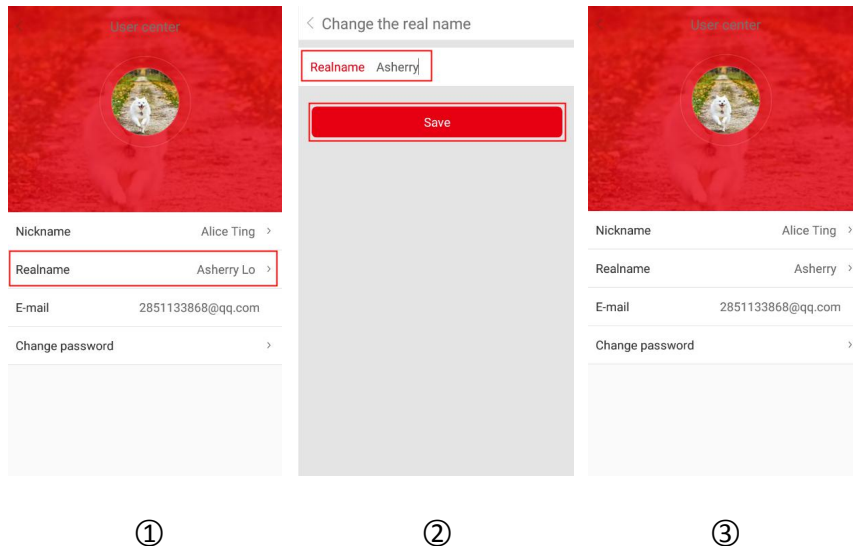 User center
Nickname Alice Ting >
Realname Asherry Lo >
E-mail 2851133868@qq.com
Change password >
①
< Change the real name
Realname Asherry
Save
②
User center
Nickname Alice Ting >
Realname Asherry >
E-mail 2851133868@qq.com
Change password >
③